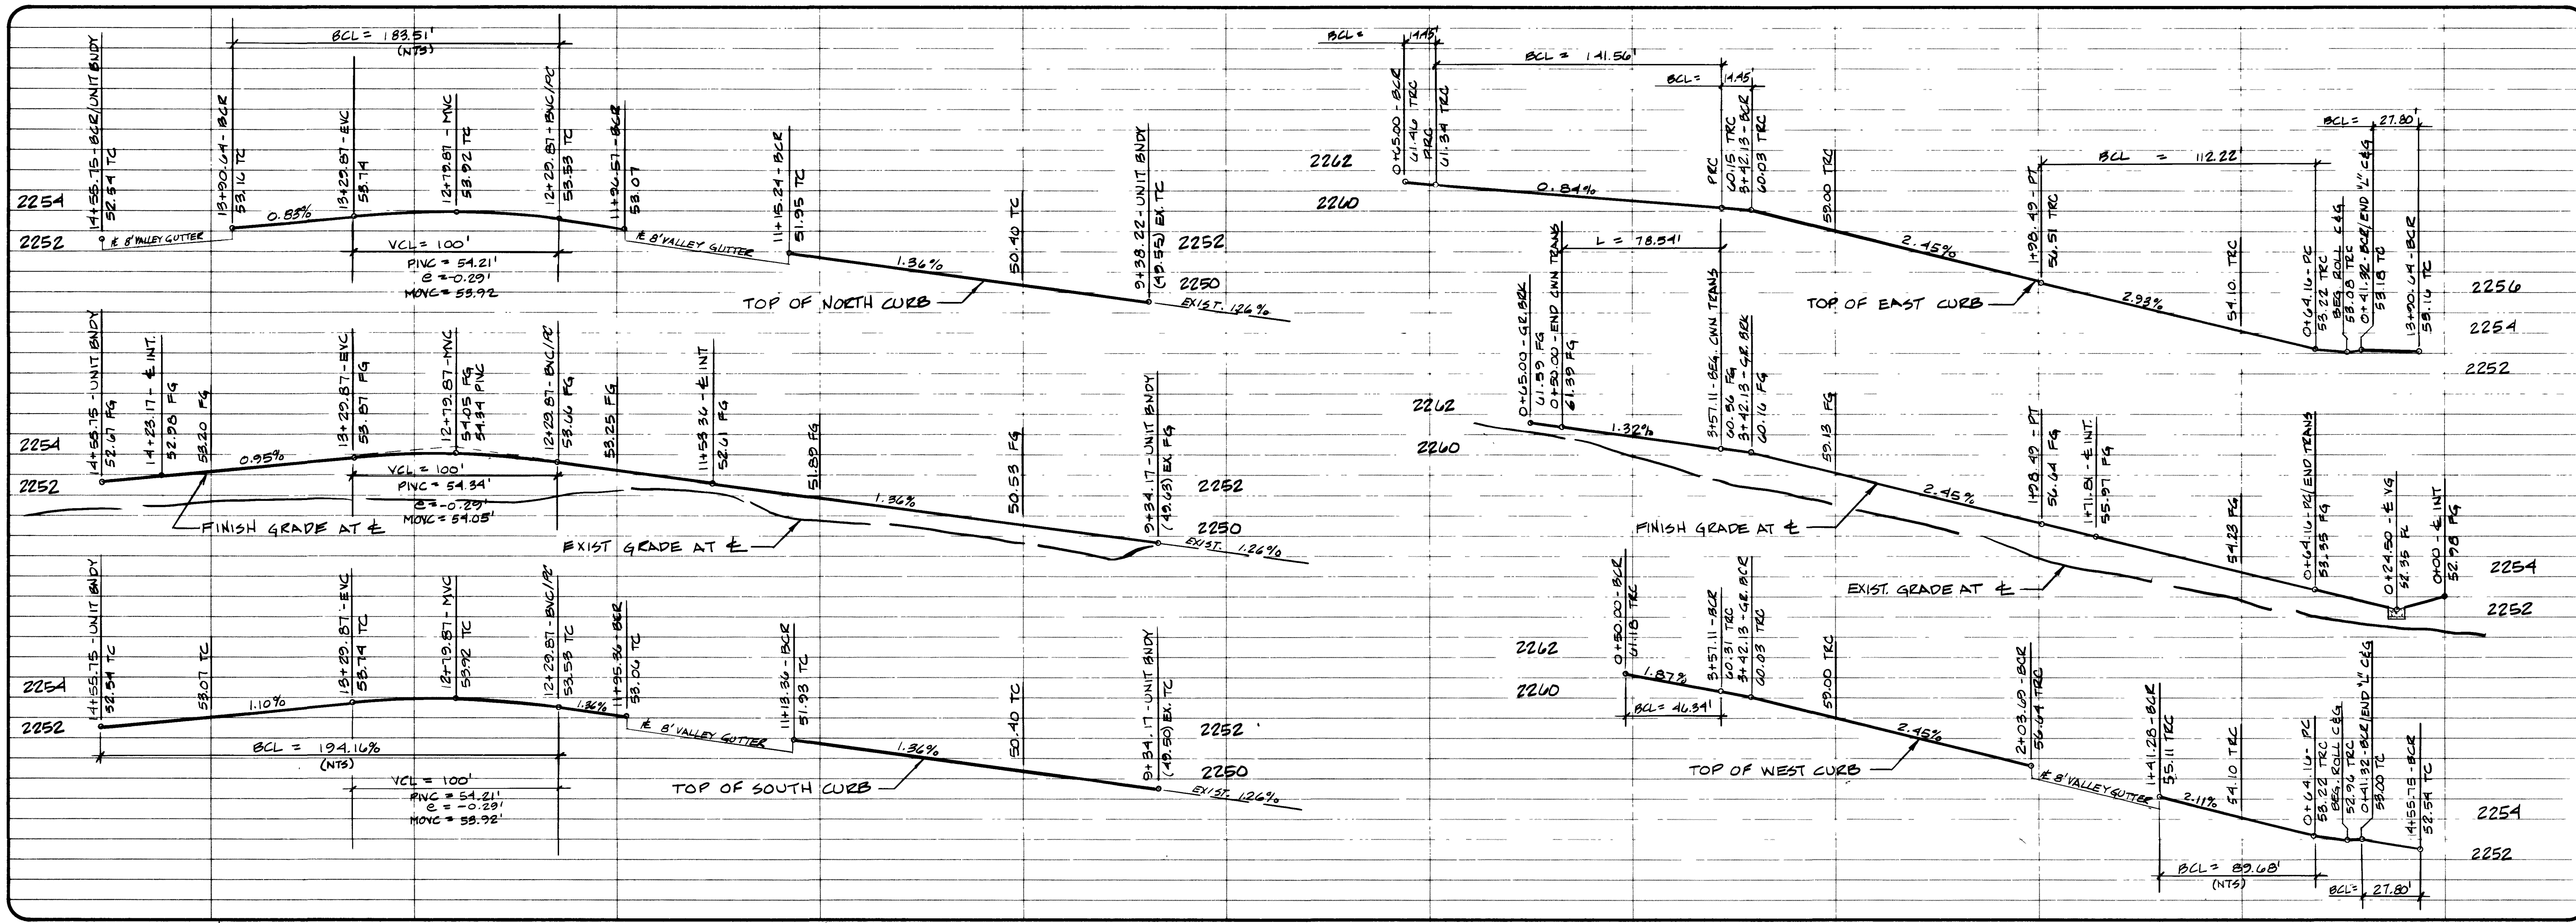 BCL = 183.51'
(NTS)
14+55.75 - BCR/UNIT BNDY
52.54 TC
13+90.64 - BCR
53.16 TC
13+29.87 - EVC
53.74
12+79.87 - MVC
53.92 TC
12+29.87 - BVC/PC
53.53 TC
11+96.57 - BCR
53.07
11+15.24 - BCR
51.95 TC
50.40 TC
9+38.22 - UNIT BNDY
(49.55) EX. TC
2254
2252
8' VALLEY GUTTER
0.83%
VCL = 100'
PIVC = 54.21'
e = -0.29'
MOVC = 53.92
8' VALLEY GUTTER
1.36%
2252
2250
EXIST. 1.26%
TOP OF NORTH CURB
14+55.75 - UNIT BNDY
52.67 FG
14+23.17 - ℄ INT.
52.98 FG
53.20 FG
13+29.87 - EVC
53.87 FG
12+79.87 - MVC
54.05 FG
54.34 PIVC
12+29.87 - BVC/PC
53.66 FG
53.25 FG
11+53.36 - ℄ INT
52.61 FG
51.89 FG
50.53 FG
9+34.17 - UNIT BNDY
(49.63) EX. FG
2254
2252
0.95%
VCL = 100'
PIVC = 54.34'
e = -0.29'
MOVC = 54.05'
1.36%
2252
2250
EXIST. 1.26%
FINISH GRADE AT ℄
EXIST GRADE AT ℄
14+55.75 - UNIT BNDY
52.54 TC
53.07 TC
13+29.87 - EVC
53.74 TC
12+79.87 - MVC
53.92 TC
12+29.87 - BVC/PC
53.53 TC
11+95.36 - BCR
53.06 TC
11+13.36 - BCR
51.93 TC
50.40 TC
9+34.17 - UNIT BNDY
(49.50) EX. TC
2254
2252
1.10%
1.36%
8' VALLEY GUTTER
1.36%
2252
2250
EXIST. 1.26%
BCL = 194.16%
(NTS)
VCL = 100'
PIVC = 54.21'
e = -0.29'
MOVC = 53.92'
TOP OF SOUTH CURB
BCL = 14.45'
BCL = 141.56'
BCL = 14.45'
0+65.00 - BCR
61.46 TRC
PRC
61.34 TRC
PRC
60.15 TRC
3+42.13 - BCR
60.03 TRC
59.00 TRC
1+98.49 - PT
56.51 TRC
BCL = 112.22'
54.10 TRC
0+64.16 - PC
53.22 TRC
BEG. ROLL C&G
53.08 TRC
0+41.32 - BCR/END "L" C&G
53.18 TC
13+90.64 - BCR
53.16 TC
BCL = 27.80'
2262
2260
0.84%
2.45%
2.93%
2256
2254
2252
TOP OF EAST CURB
L = 78.54'
0+65.00 - GR. BRK
61.59 FG
0+50.00 - END CWN TRANS
61.39 FG
3+57.11 - BEG. CWN TRANS
60.36 FG
3+42.13 - GR. BRK
60.16 FG
59.13 FG
1+98.49 - PT
56.64 FG
1+71.81 - ℄ INT.
55.97 FG
54.23 FG
0+64.16 - PC/END TRANS
53.35 FG
0+24.50 - ℄ VG
52.35 FL
0+00 - ℄ INT
52.98 FG
2262
2260
1.32%
2.45%
2254
2252
FINISH GRADE AT ℄
EXIST. GRADE AT ℄
0+50.00 - BCR
61.18 TRC
3+57.11 - BCR
60.31 TRC
3+42.13 - GR. BCR
60.03 TRC
59.00 TRC
2+03.69 - BCR
56.64 TRC
1+41.28 - BCR
55.11 TRC
54.10 TRC
0+64.16 - PC
53.22 TRC
BEG. ROLL C&G
52.96 TRC
0+41.32 - BCR/END "L" C&G
53.00 TC
14+55.75 - BCR
52.54 TC
2262
2260
1.87%
BCL = 46.34'
2.45%
8' VALLEY GUTTER
2.11%
2254
2252
TOP OF WEST CURB
BCL = 89.68'
(NTS)
BCL = 27.80'